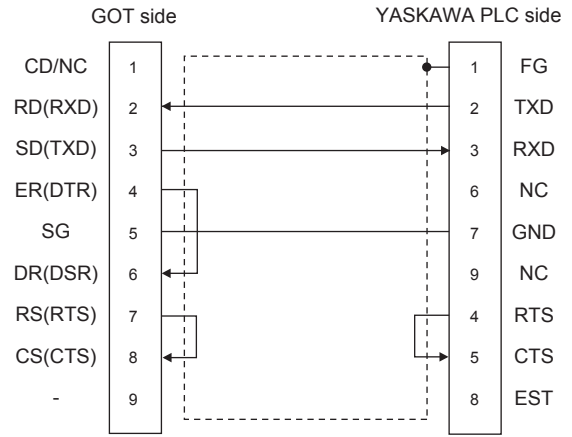 GOT side YASKAWA PLC side
CD/NC 1 1 FG
RD(RXD) 2 2 TXD
SD(TXD) 3 3 RXD
ER(DTR) 4 6 NC
SG 5 7 GND
DR(DSR) 6 9 NC
RS(RTS) 7 4 RTS
CS(CTS) 8 5 CTS
- 9 8 EST